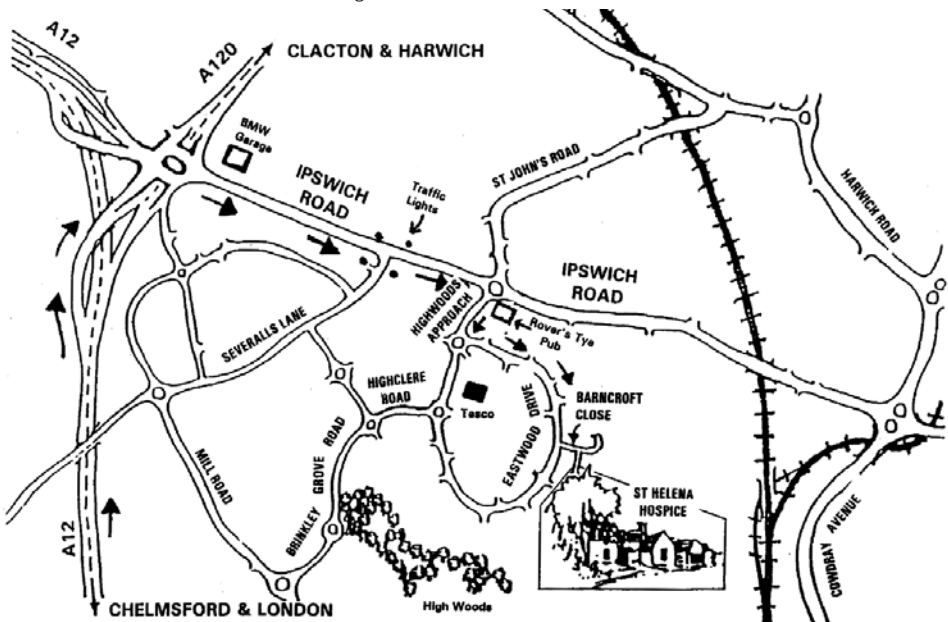 A12
A120
CLACTON & HARWICH
BMW
Garage
IPSWICH
ROAD
Traffic
Lights
ST JOHN'S ROAD
HARWICK ROAD
IPSWICH
ROAD
HIGHWOODS
APPROACH
Rover's Tye
Pub
SEVERALLS LANE
HIGHCLERE
ROAD
Tesco
EASTWOOD DRIVE
BARNCROFT
CLOSE
MILL ROAD
BRINKLEY GROVE ROAD
ST HELENA
HOSPICE
COWDRAY AVENUE
A12
High Woods
CHELMSFORD & LONDON